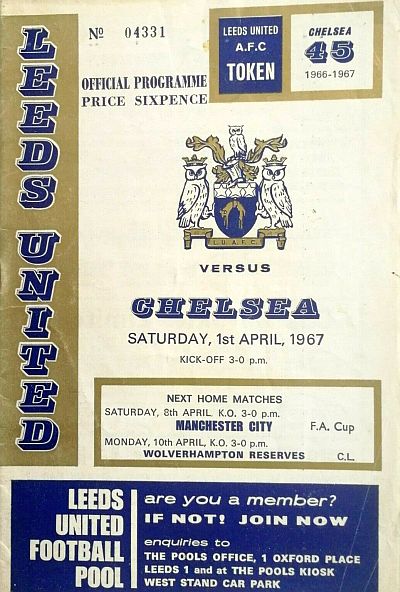 LEEDS UNITED
Nº 04331
OFFICIAL PROGRAMME
PRICE SIXPENCE
LEEDS UNITED
A.F.C
TOKEN
CHELSEA
45
1966-1967
L.U.A.F.C.
VERSUS
CHELSEA
SATURDAY, 1st APRIL, 1967
KICK-OFF 3-0 p.m.
NEXT HOME MATCHES
SATURDAY, 8th APRIL. K.O. 3-0 p.m.
MANCHESTER CITY F.A. Cup
MONDAY, 10th APRIL, K.O. 3-0 p.m.
WOLVERHAMPTON RESERVES C.L.
LEEDS
UNITED
FOOTBALL
POOL
are you a member?
IF NOT! JOIN NOW
enquiries to
THE POOLS OFFICE, 1 OXFORD PLACE
LEEDS 1 and at THE POOLS KIOSK
WEST STAND CAR PARK